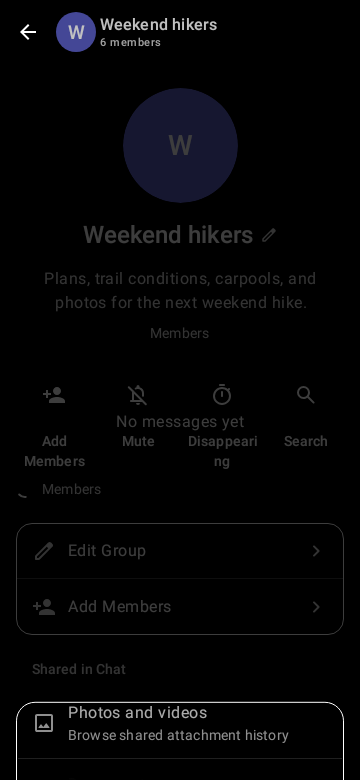 W
Weekend hikers
6 members
W
Weekend hikers
Plans, trail conditions, carpools, and
photos for the next weekend hike.
Members
No messages yet
Add
Members
Mute
Disappeari
ng
Search
Members
Edit Group
Add Members
Shared in Chat
Photos and videos
Browse shared attachment history